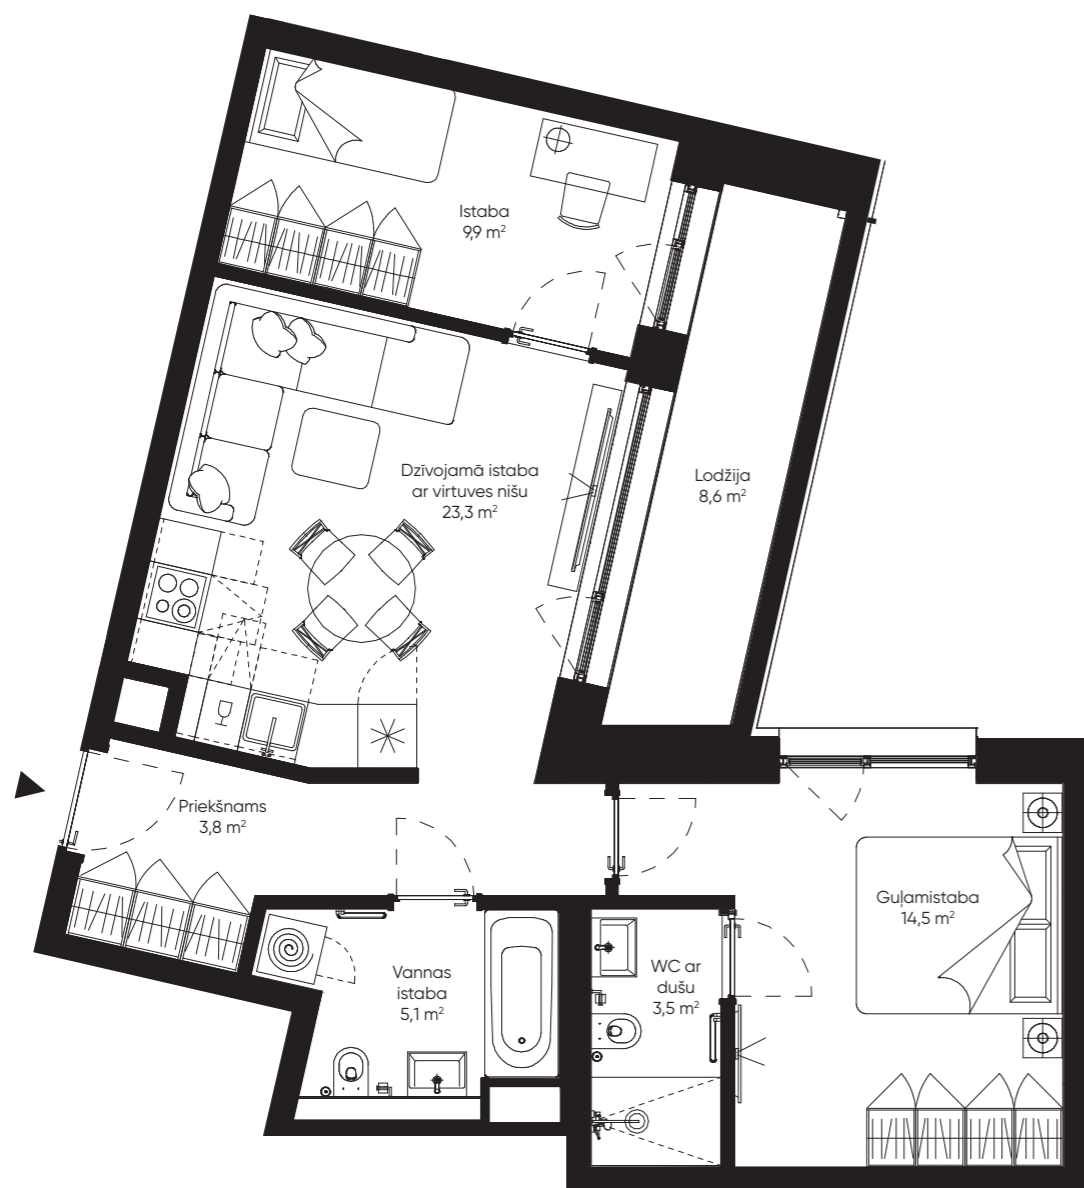 Istaba
9,9 m²
Dzīvojamā istaba
ar virtuves nišu
23,3 m²
Lodžija
8,6 m²
Priekšnams
3,8 m²
Guļamistaba
14,5 m²
Vannas
istaba
5,1 m²
WC ar
dušu
3,5 m²